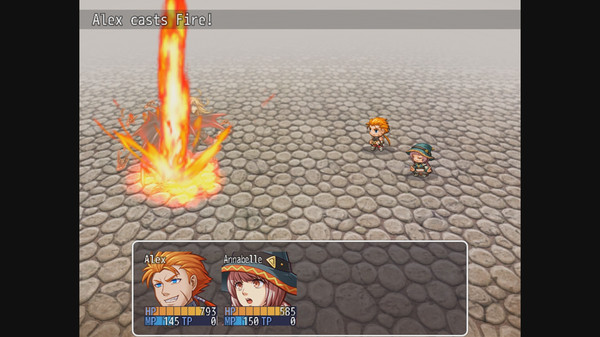 Alex casts Fire!
Alex Annabelle
HP 793 HP 585
MP 145 TP 0 MP 150 TP 0